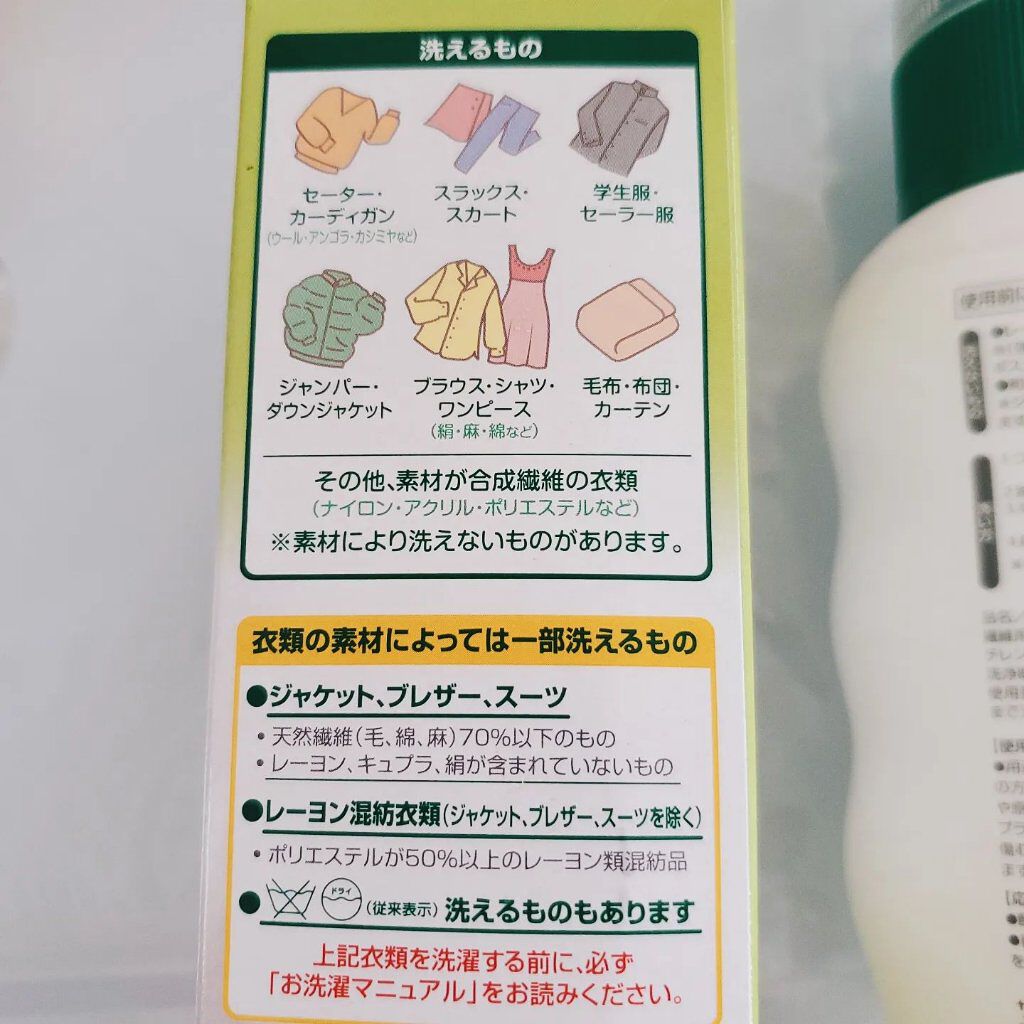 洗えるもの
セーター・
カーディガン
(ウール・アンゴラ・カシミヤなど)
スラックス・
スカート
学生服・
セーラー服
ジャンパー・
ダウンジャケット
ブラウス・シャツ・
ワンピース
(絹・麻・綿など)
毛布・布団・
カーテン
その他、素材が合成繊維の衣類
(ナイロン・アクリル・ポリエステルなど)
※素材により洗えないものがあります。
衣類の素材によっては一部洗えるもの
●ジャケット、ブレザー、スーツ
・天然繊維(毛、綿、麻)70%以下のもの
・レーヨン、キュプラ、絹が含まれていないもの
●レーヨン混紡衣類(ジャケット、ブレザー、スーツを除く)
・ポリエステルが50%以上のレーヨン類混紡品
● ドライ (従来表示) 洗えるものもあります
上記衣類を洗濯する前に、必ず
「お洗濯マニュアル」をお読みください。
使用前に